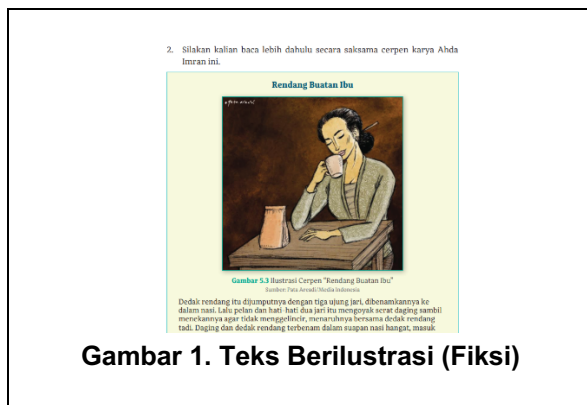 2. Silakan kalian baca lebih dahulu secara saksama cerpen karya Ahda
Imran ini.
Rendang Buatan Ibu
Gambar 5.3 Ilustrasi Cerpen "Rendang Buatan Ibu"
Sumber: Pata Areadi/Media Indonesia
Dedak rendang itu dijumputnya dengan tiga ujung jari, dibenamkannya ke
dalam nasi. Lalu pelan dan hati-hati dua jari itu mengoyak serat daging sambil
menekannya agar tidak menggelincir, menaruhnya bersama dedak rendang
tadi. Daging dan dedak rendang terbenam dalam suapan nasi hangat, masuk
Gambar 1. Teks Berilustrasi (Fiksi)